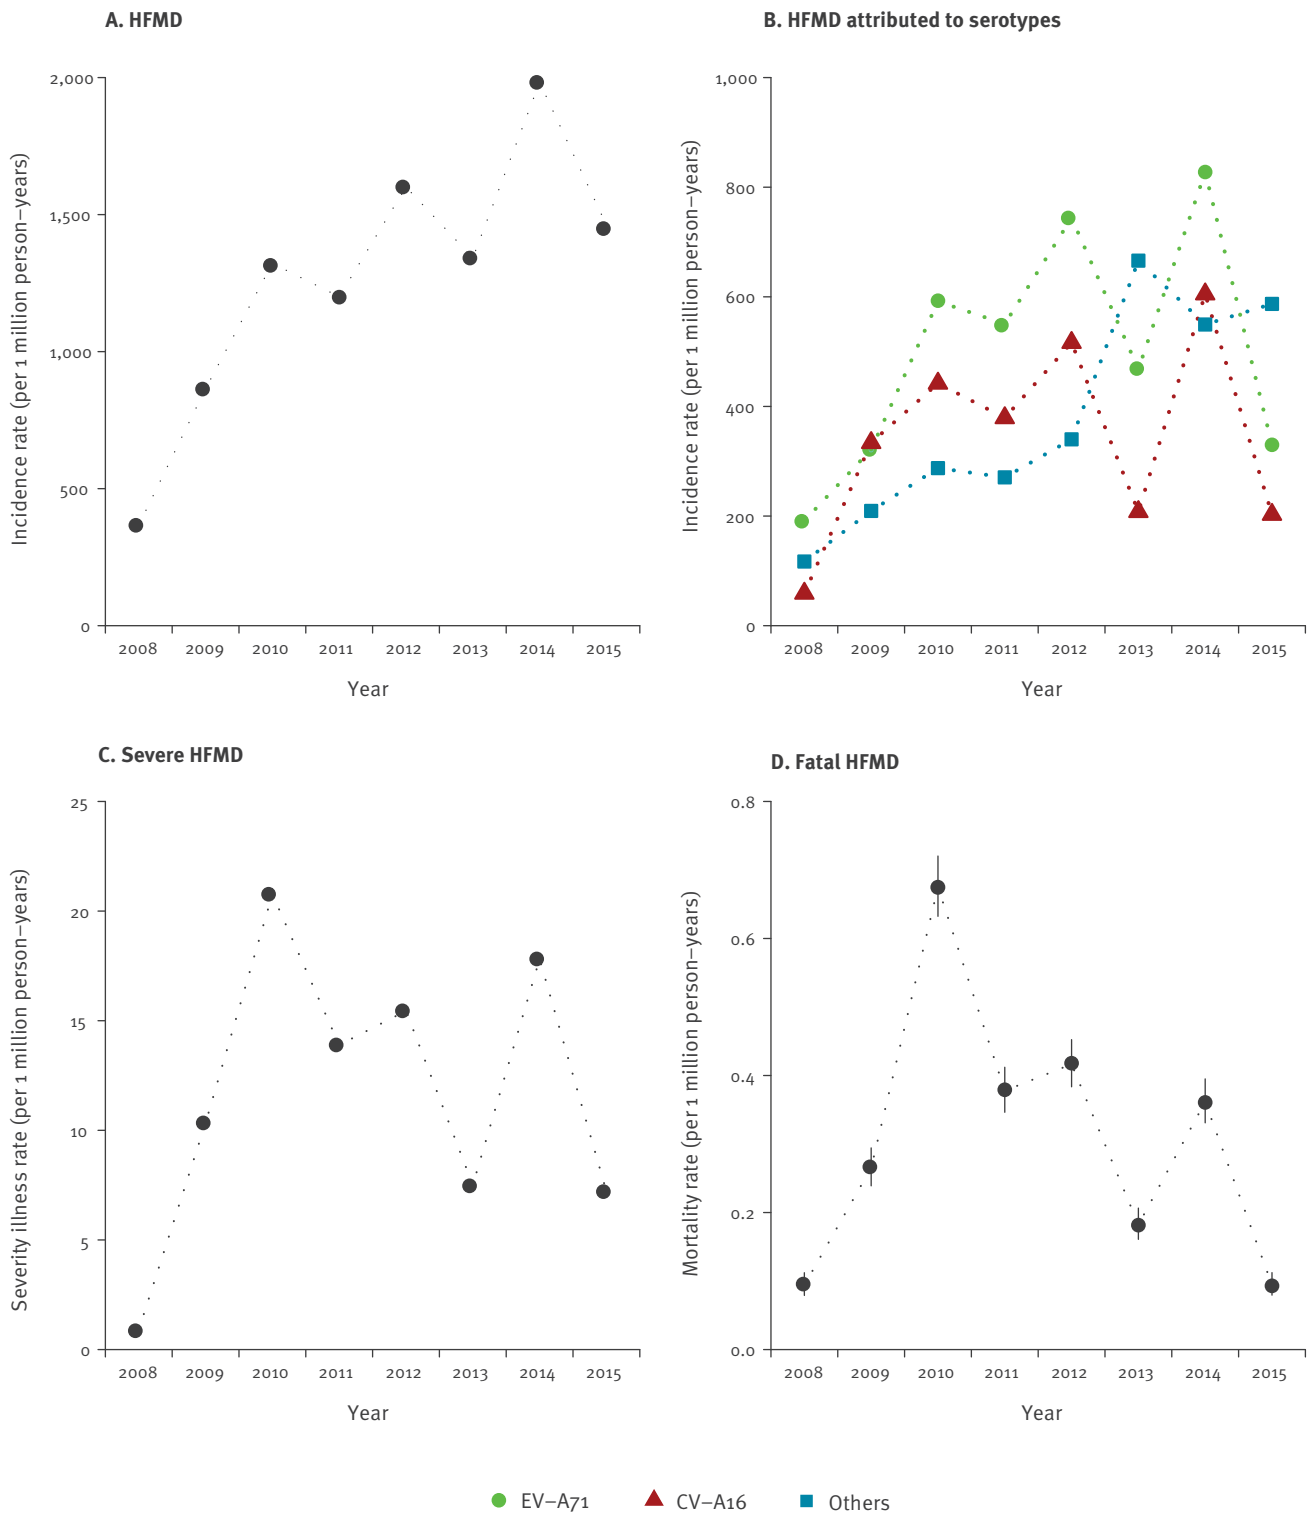 A. HFMD
Incidence rate (per 1 million person–years)
2,000
1,500
1,000
500
0
2008 2009 2010 2011 2012 2013 2014 2015
Year
B. HFMD attributed to serotypes
Incidence rate (per 1 million person–years)
1,000
800
600
400
200
0
2008 2009 2010 2011 2012 2013 2014 2015
Year
C. Severe HFMD
Severity illness rate (per 1 million person–years)
25
20
15
10
5
0
2008 2009 2010 2011 2012 2013 2014 2015
Year
D. Fatal HFMD
Mortality rate (per 1 million person–years)
0.8
0.6
0.4
0.2
0.0
2008 2009 2010 2011 2012 2013 2014 2015
Year
EV–A71 CV–A16 Others